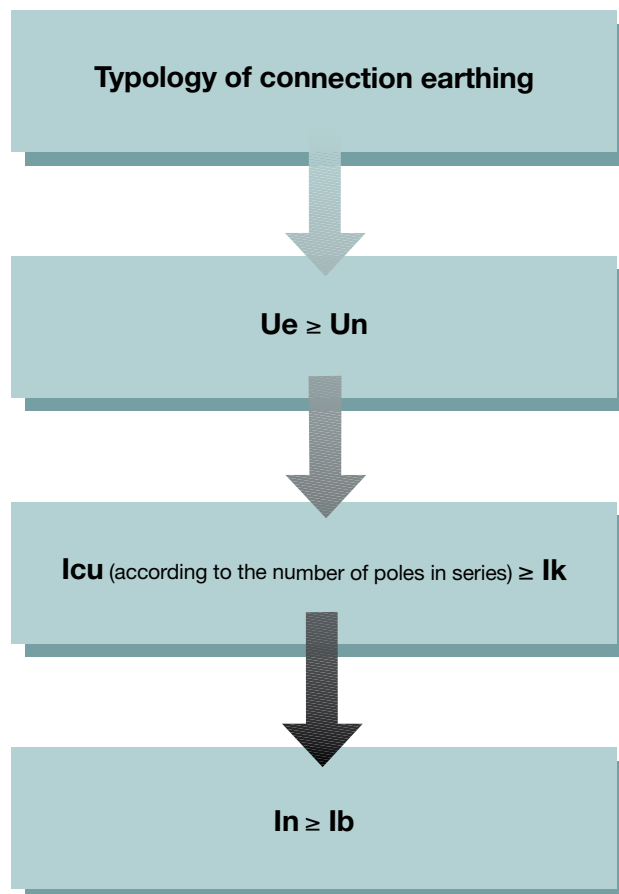 Typology of connection earthing
Ue ≥ Un
Icu (according to the number of poles in series) ≥ Ik
In ≥ Ib